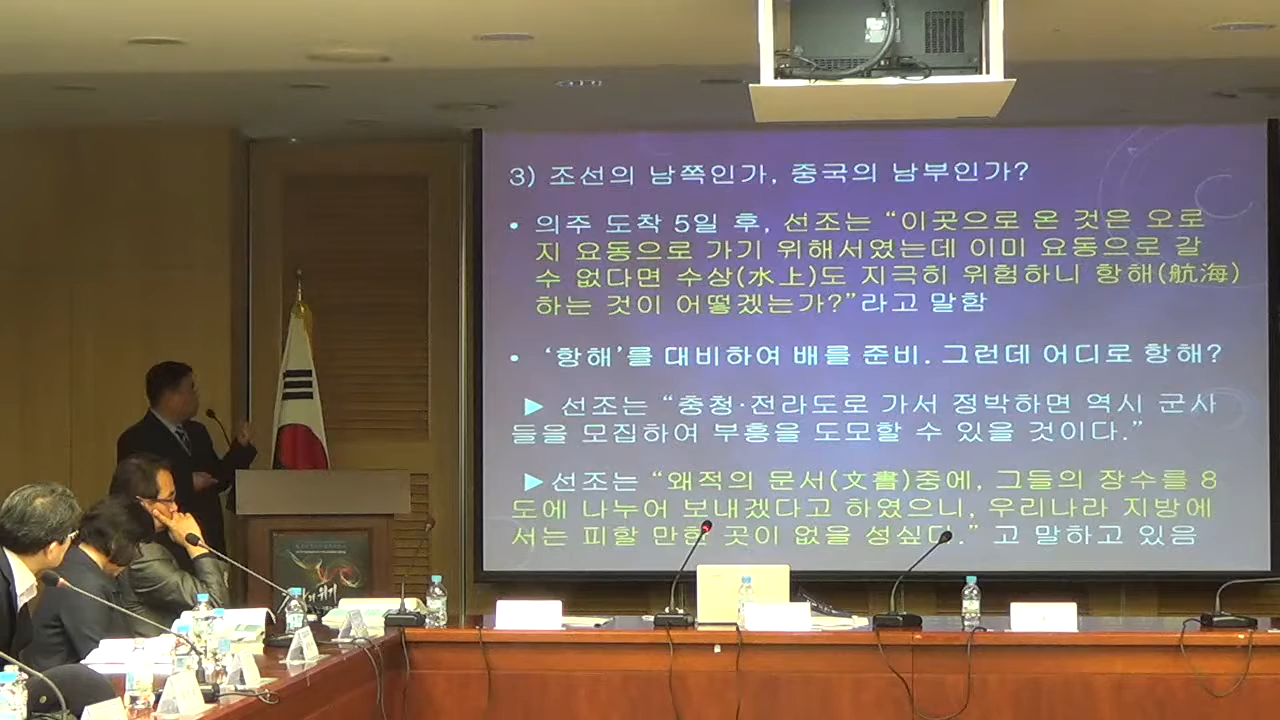 3) 조선의 남쪽인가, 중국의 남부인가?
• 의주 도착 5일 후, 선조는 “이곳으로 온 것은 오로
지 요동으로 가기 위해서였는데 이미 요동으로 갈
수 없다면 수상(水上)도 지극히 위험하니 항해(航海)
하는 것이 어떻겠는가?”라고 말함
• ‘항해’를 대비하여 배를 준비. 그런데 어디로 항해?
▶ 선조는 “충청·전라도로 가서 정박하면 역시 군사
들을 모집하여 부흥을 도모할 수 있을 것이다.”
▶선조는 “왜적의 문서(文書)중에, 그들의 장수를 8
도에 나누어 보내겠다고 하였으니, 우리나라 지방에
서는 피할 만한 곳이 없을 성싶다.” 고 말하고 있음